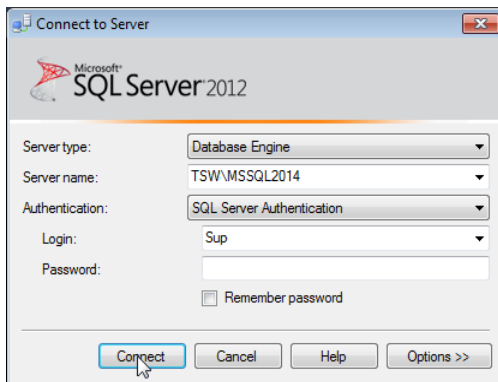 Connect to Server
Microsoft®
SQL Server® 2012
Server type: Database Engine
Server name: TSW\MSSQL2014
Authentication: SQL Server Authentication
Login: Sup
Password:
Remember password
Connect Cancel Help Options >>